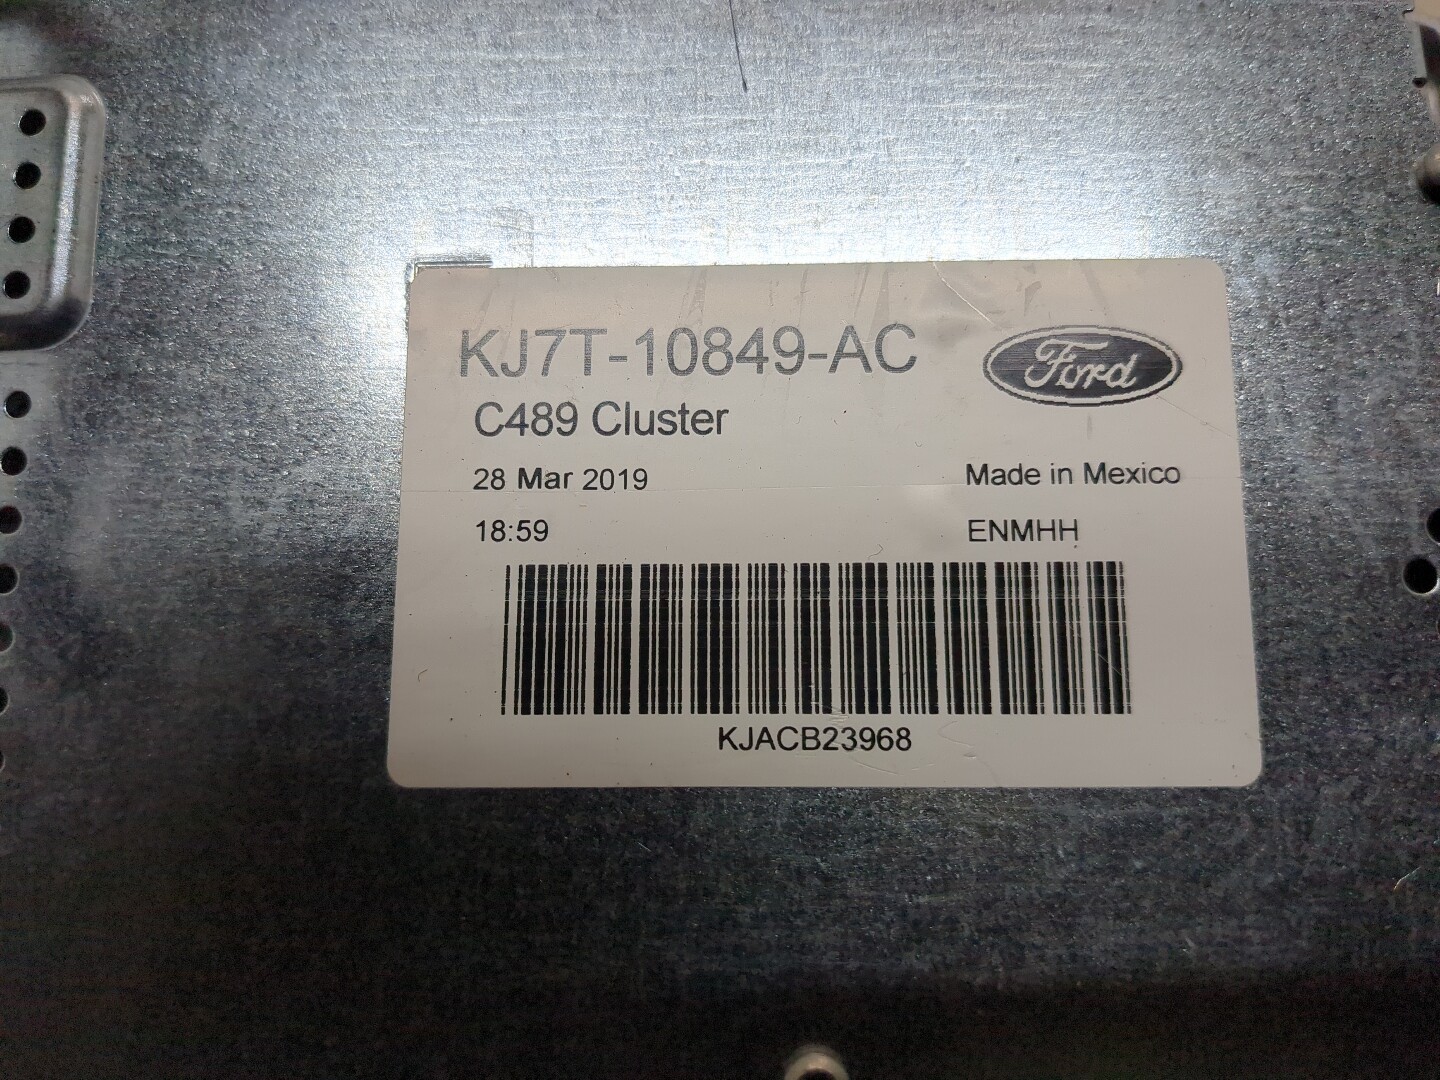 KJ7T-10849-AC
Ford
C489 Cluster
28 Mar 2019
Made in Mexico
18:59
ENMHH
KJACB23968